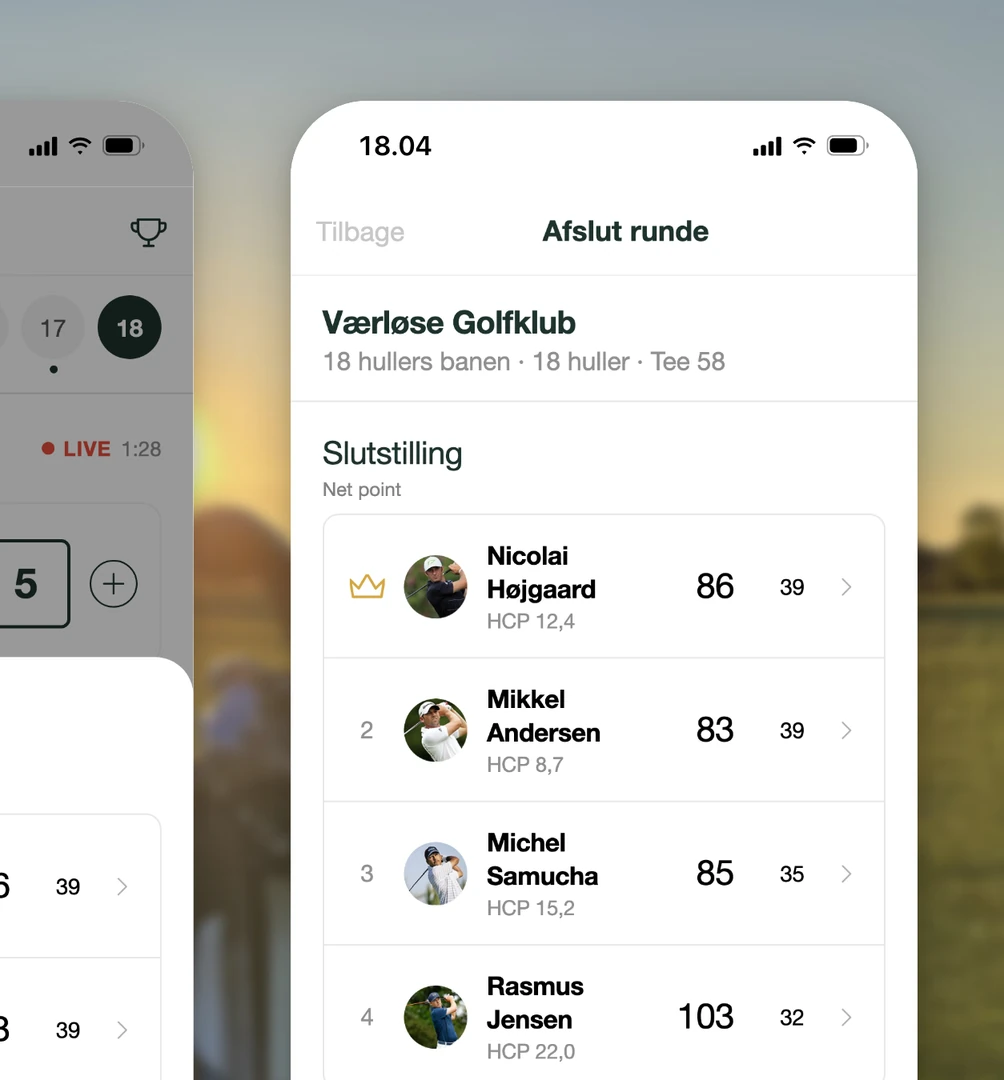 17
18
LIVE 1:28
5
39
39
18.04
Tilbage
Afslut runde
Værløse Golfklub
18 hullers banen · 18 huller · Tee 58
Slutstilling
Net point
Nicolai
Højgaard
HCP 12,4
86
39
2
Mikkel
Andersen
HCP 8,7
83
39
3
Michel
Samucha
HCP 15,2
85
35
4
Rasmus
Jensen
HCP 22,0
103
32